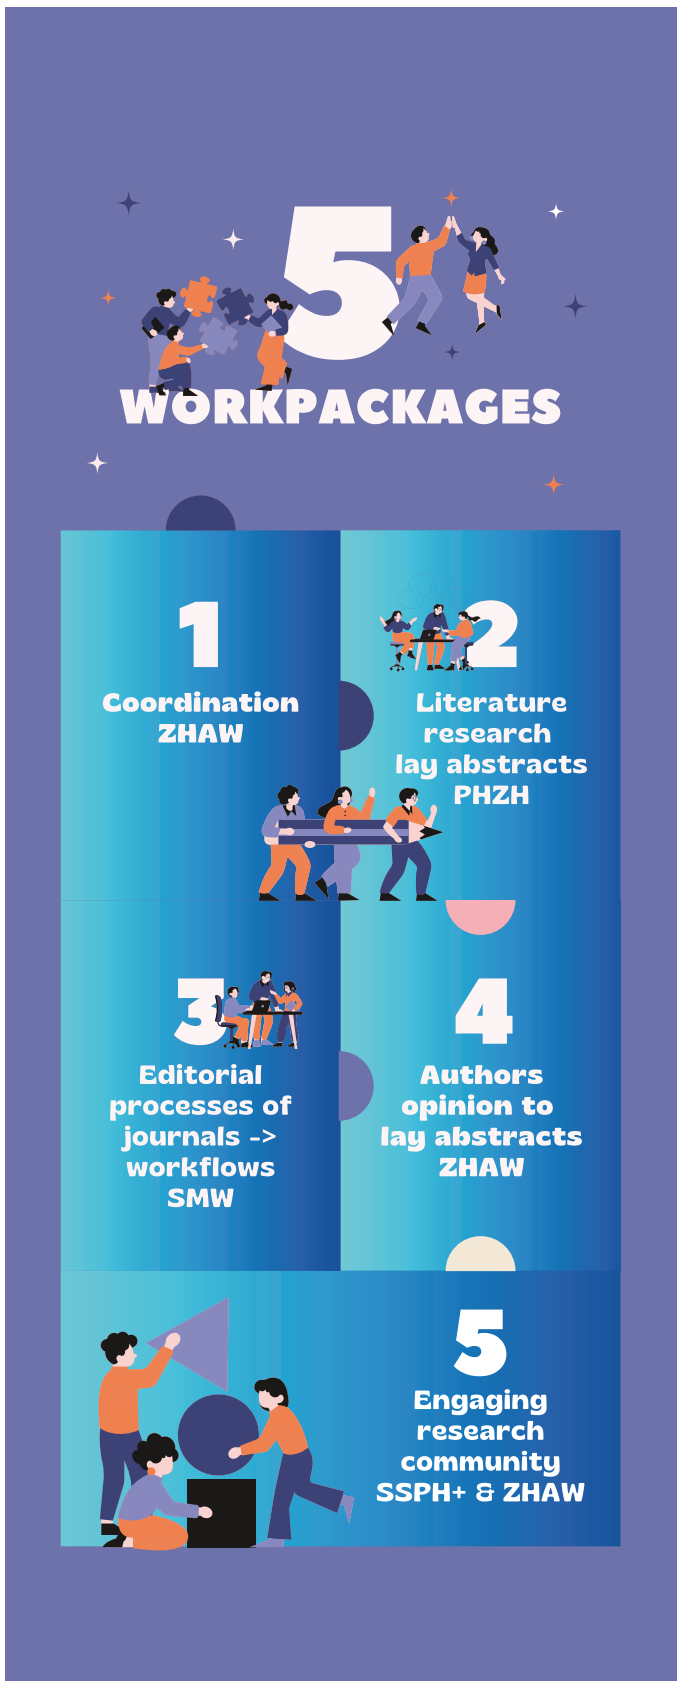 5
WORKPACKAGES
1
Coordination
ZHAW
2
Literature
research
lay abstracts
PHZH
3
Editorial
processes of
journals ->
workflows
SMW
4
Authors
opinion to
lay abstracts
ZHAW
5
Engaging
research
community
SSPH+ & ZHAW